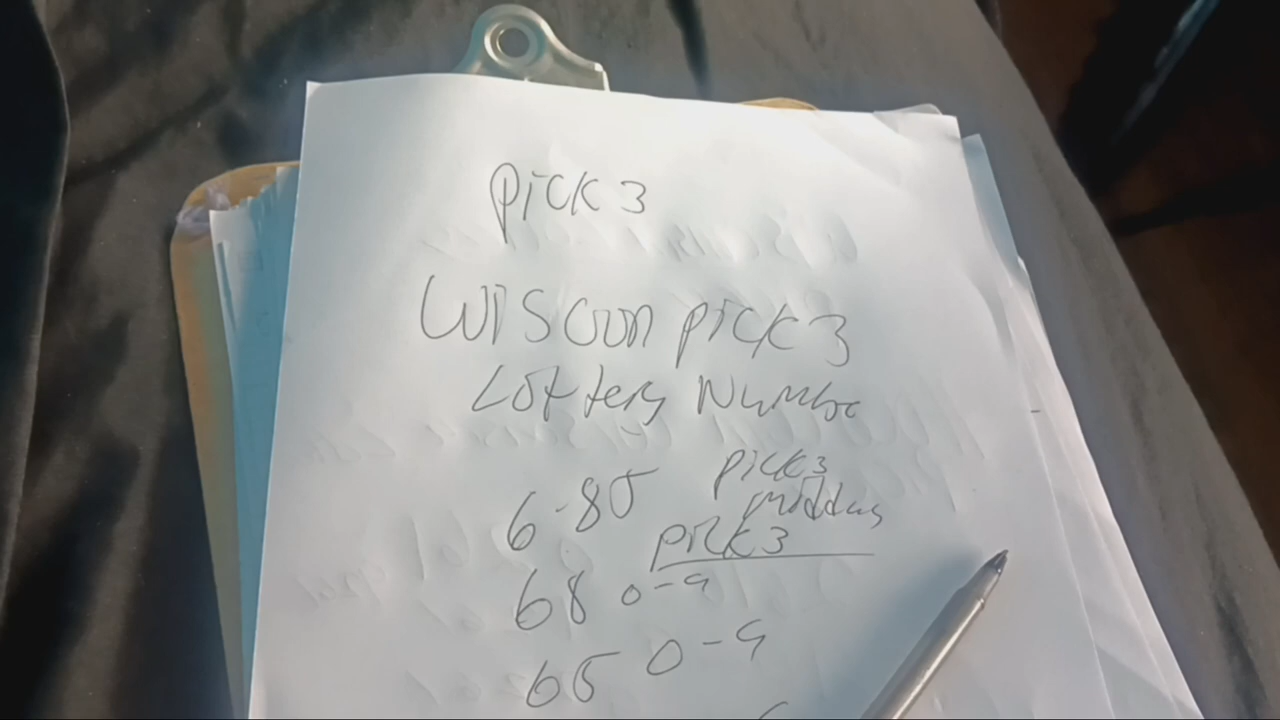 pick 3
Wiscon pick 3
Lottery Numbr
6-85 pick 3
midday
pick 3
68 0-9
65 0-9